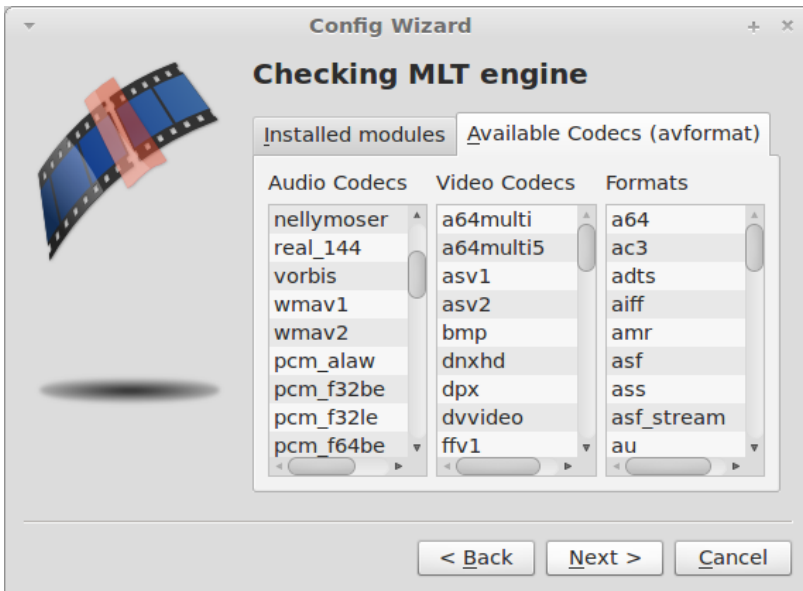 Config Wizard
Checking MLT engine
Installed modules
Available Codecs (avformat)
Audio Codecs
nellymoser
real_144
vorbis
wmav1
wmav2
pcm_alaw
pcm_f32be
pcm_f32le
pcm_f64be
Video Codecs
a64multi
a64multi5
asv1
asv2
bmp
dnxhd
dpx
dvvideo
ffv1
Formats
a64
ac3
adts
aiff
amr
asf
ass
asf_stream
au
< Back
Next >
Cancel